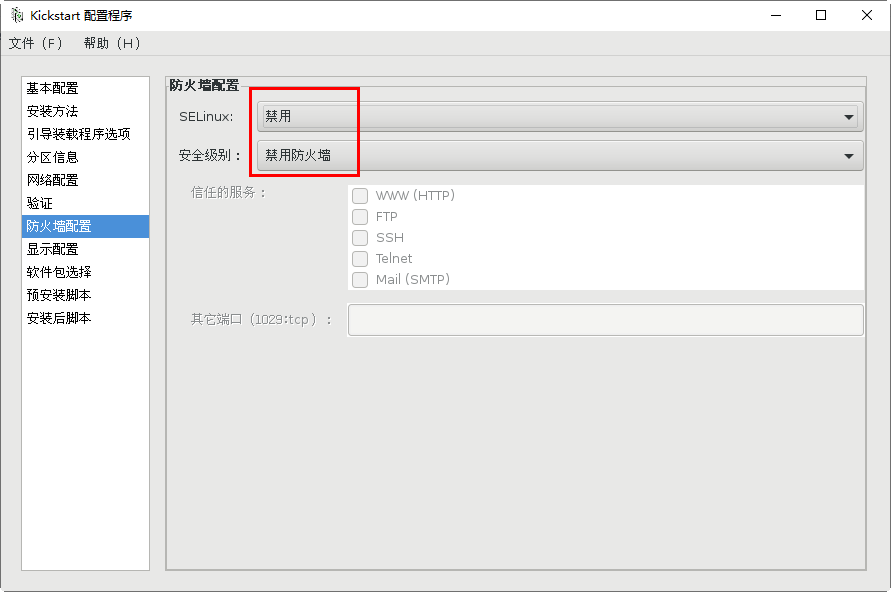 Kickstart 配置程序
文件（F） 帮助（H）
基本配置
安装方法
引导装载程序选项
分区信息
网络配置
验证
防火墙配置
显示配置
软件包选择
预安装脚本
安装后脚本
防火墙配置
SELinux: 禁用
安全级别： 禁用防火墙
信任的服务：
WWW (HTTP)
FTP
SSH
Telnet
Mail (SMTP)
其它端口（1029:tcp）：